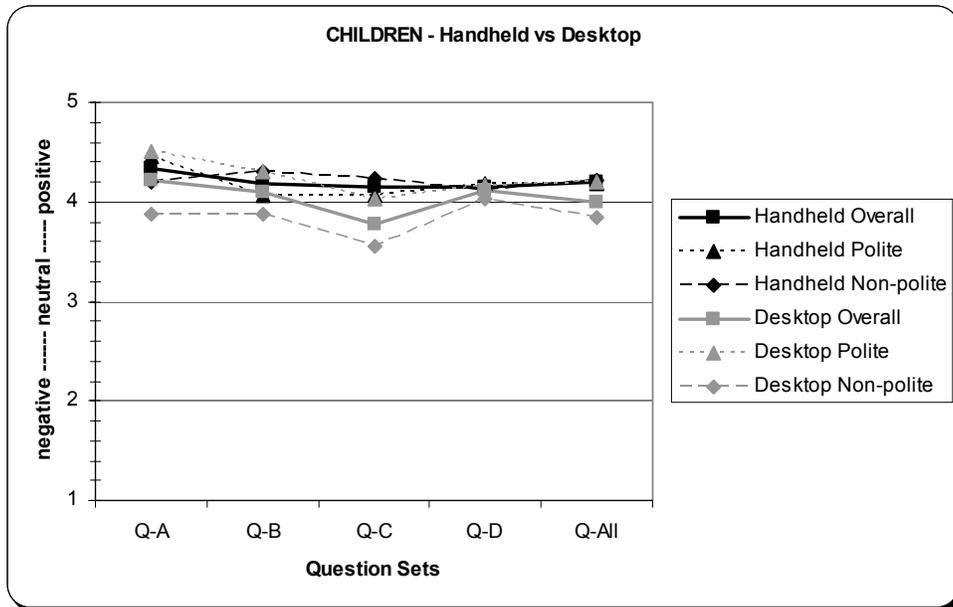 CHILDREN - Handheld vs Desktop
negative ------ neutral ----- positive
5
4
3
2
1
Q-A
Q-B
Q-C
Q-D
Q-All
Question Sets
Handheld Overall
Handheld Polite
Handheld Non-polite
Desktop Overall
Desktop Polite
Desktop Non-polite